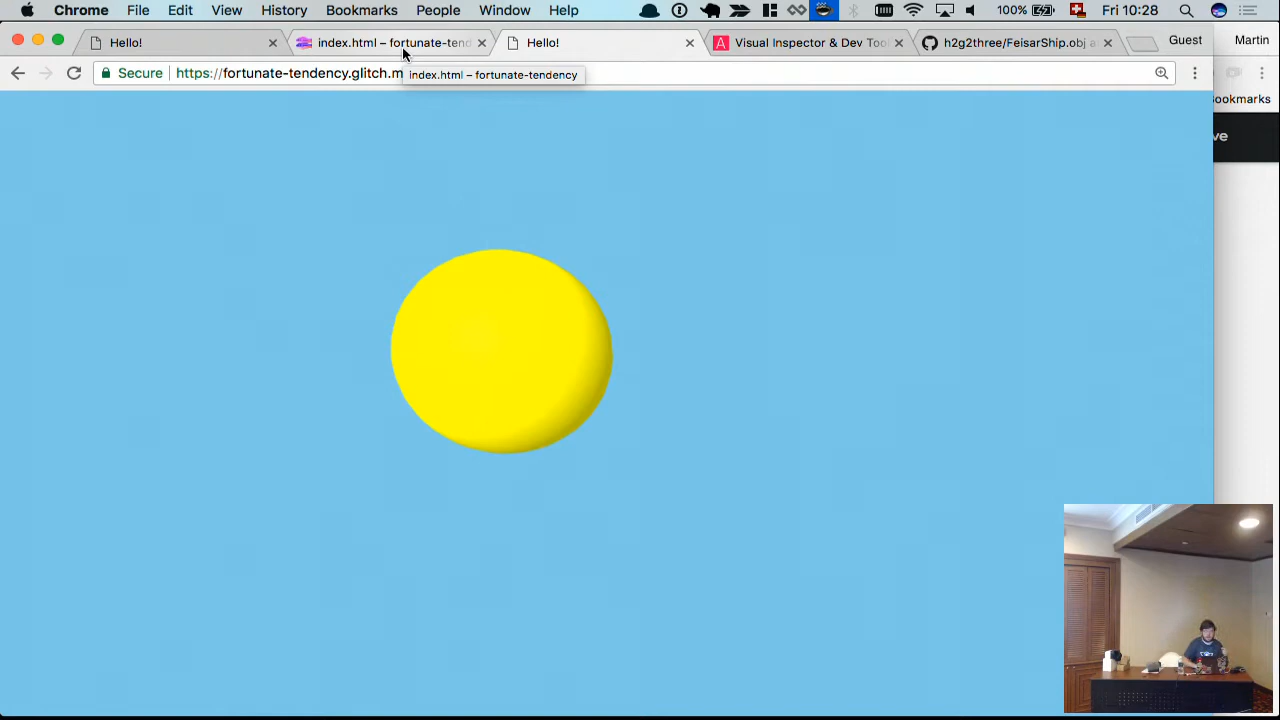 Chrome File Edit View History Bookmarks People Window Help 100% Fri 10:28
Hello! index.html – fortunate-tend Hello! Visual Inspector & Dev Tool h2g2three/FeisarShip.obj a Guest Martin
Secure https://fortunate-tendency.glitch.m
index.html – fortunate-tendency
ookmarks
ve